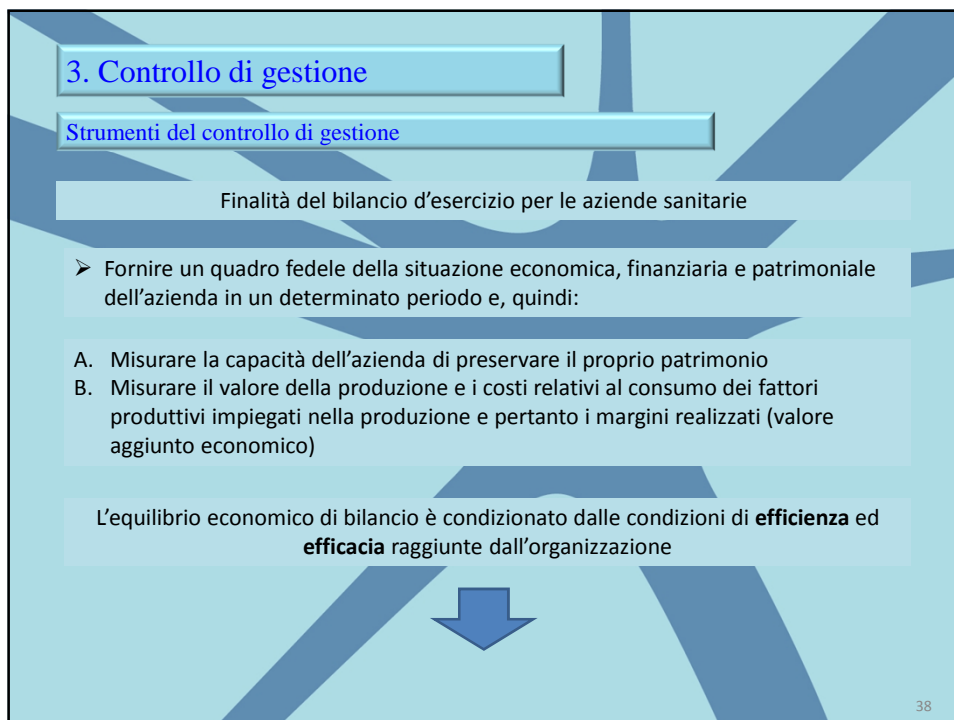 3. Controllo di gestione
Strumenti del controllo di gestione
Finalità del bilancio d’esercizio per le aziende sanitarie
➢ Fornire un quadro fedele della situazione economica, finanziaria e patrimoniale
dell’azienda in un determinato periodo e, quindi:
A. Misurare la capacità dell’azienda di preservare il proprio patrimonio
B. Misurare il valore della produzione e i costi relativi al consumo dei fattori
produttivi impiegati nella produzione e pertanto i margini realizzati (valore
aggiunto economico)
L’equilibrio economico di bilancio è condizionato dalle condizioni di efficienza ed
efficacia raggiunte dall’organizzazione
38